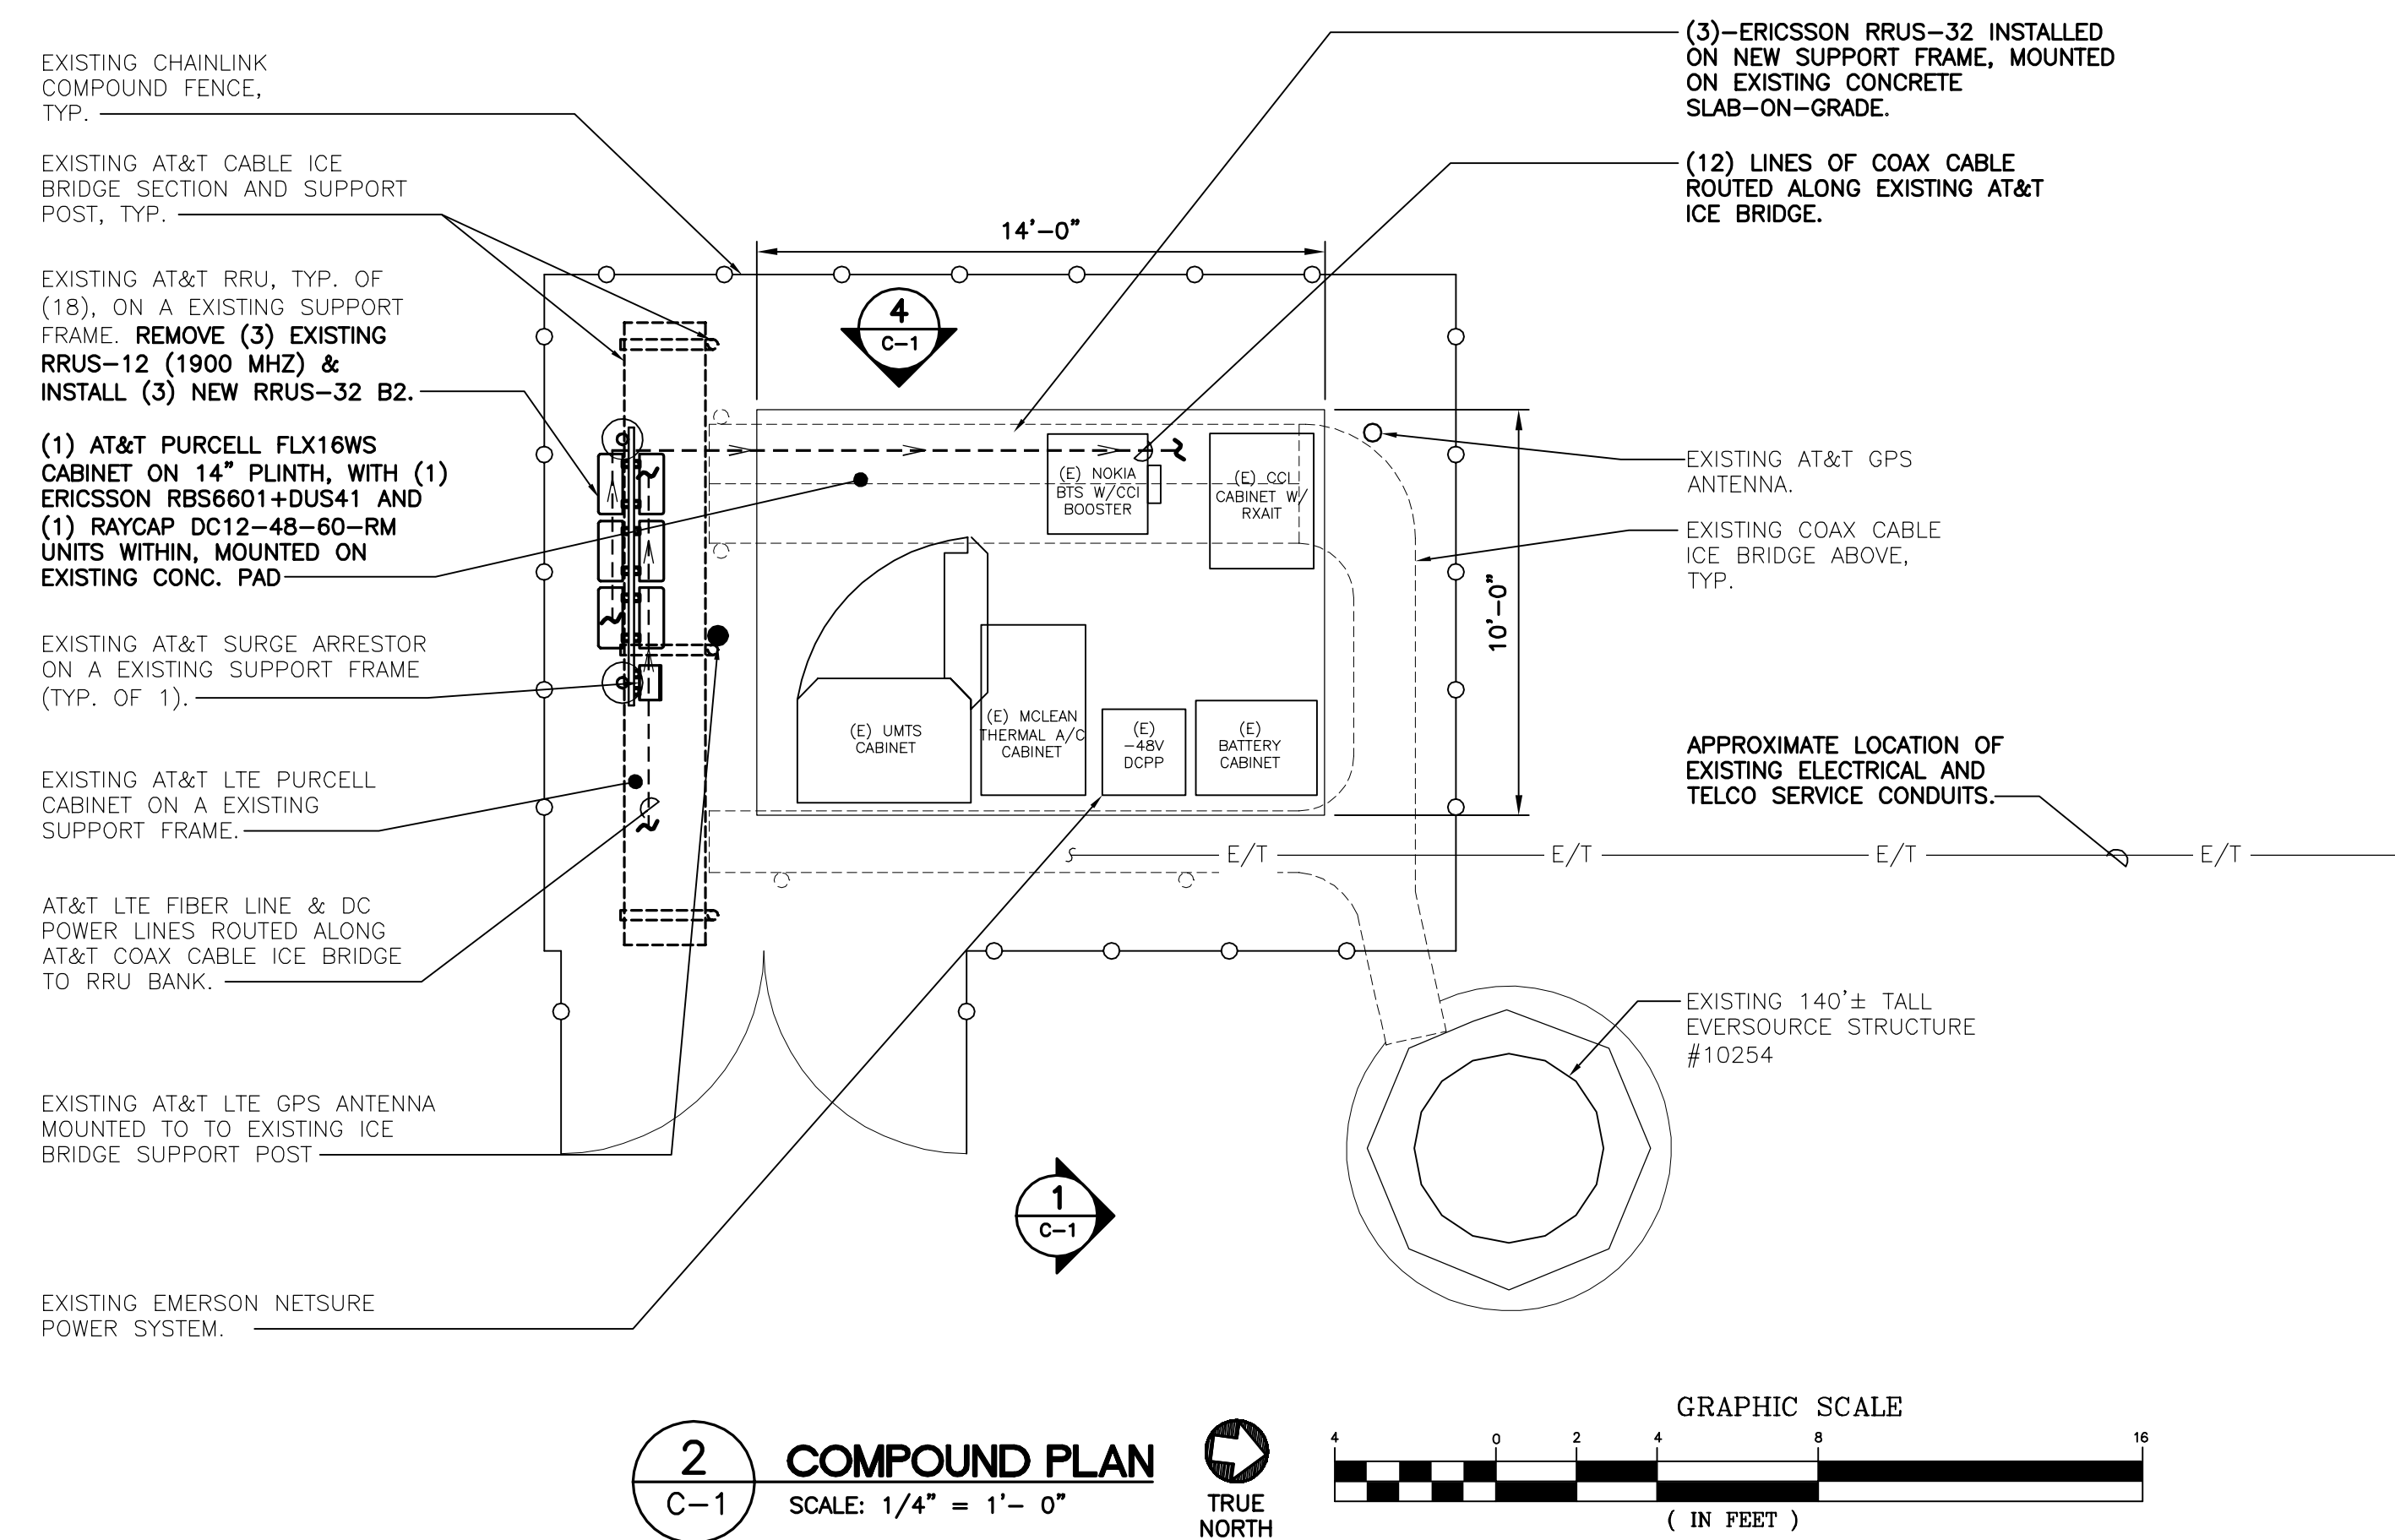 EXISTING CHAINLINK
COMPOUND FENCE,
TYP.
EXISTING AT&T CABLE ICE
BRIDGE SECTION AND SUPPORT
POST, TYP.
EXISTING AT&T RRU, TYP. OF
(18), ON A EXISTING SUPPORT
FRAME. REMOVE (3) EXISTING
RRUS-12 (1900 MHZ) &
INSTALL (3) NEW RRUS-32 B2.
(1) AT&T PURCELL FLX16WS
CABINET ON 14" PLINTH, WITH (1)
ERICSSON RBS6601+DUS41 AND
(1) RAYCAP DC12-48-60-RM
UNITS WITHIN, MOUNTED ON
EXISTING CONC. PAD
EXISTING AT&T SURGE ARRESTOR
ON A EXISTING SUPPORT FRAME
(TYP. OF 1).
EXISTING AT&T LTE PURCELL
CABINET ON A EXISTING
SUPPORT FRAME.
AT&T LTE FIBER LINE & DC
POWER LINES ROUTED ALONG
AT&T COAX CABLE ICE BRIDGE
TO RRU BANK.
EXISTING AT&T LTE GPS ANTENNA
MOUNTED TO TO EXISTING ICE
BRIDGE SUPPORT POST
EXISTING EMERSON NETSURE
POWER SYSTEM.
14'-0"
4
C-1
(E) NOKIA
BTS W/CCI
BOOSTER
(E) CCI
CABINET W/
RXAIT
(E) UMTS
CABINET
(E) MCLEAN
THERMAL A/C
CABINET
(E)
-48V
DCPP
(E)
BATTERY
CABINET
10'-0"
E/T
E/T
E/T
E/T
1
C-1
(3)-ERICSSON RRUS-32 INSTALLED
ON NEW SUPPORT FRAME, MOUNTED
ON EXISTING CONCRETE
SLAB-ON-GRADE.
(12) LINES OF COAX CABLE
ROUTED ALONG EXISTING AT&T
ICE BRIDGE.
EXISTING AT&T GPS
ANTENNA.
EXISTING COAX CABLE
ICE BRIDGE ABOVE,
TYP.
APPROXIMATE LOCATION OF
EXISTING ELECTRICAL AND
TELCO SERVICE CONDUITS.
EXISTING 140'± TALL
EVERSOURCE STRUCTURE
#10254
2
C-1
COMPOUND PLAN
SCALE: 1/4" = 1'- 0"
TRUE
NORTH
GRAPHIC SCALE
4 0 2 4 8 16
( IN FEET )